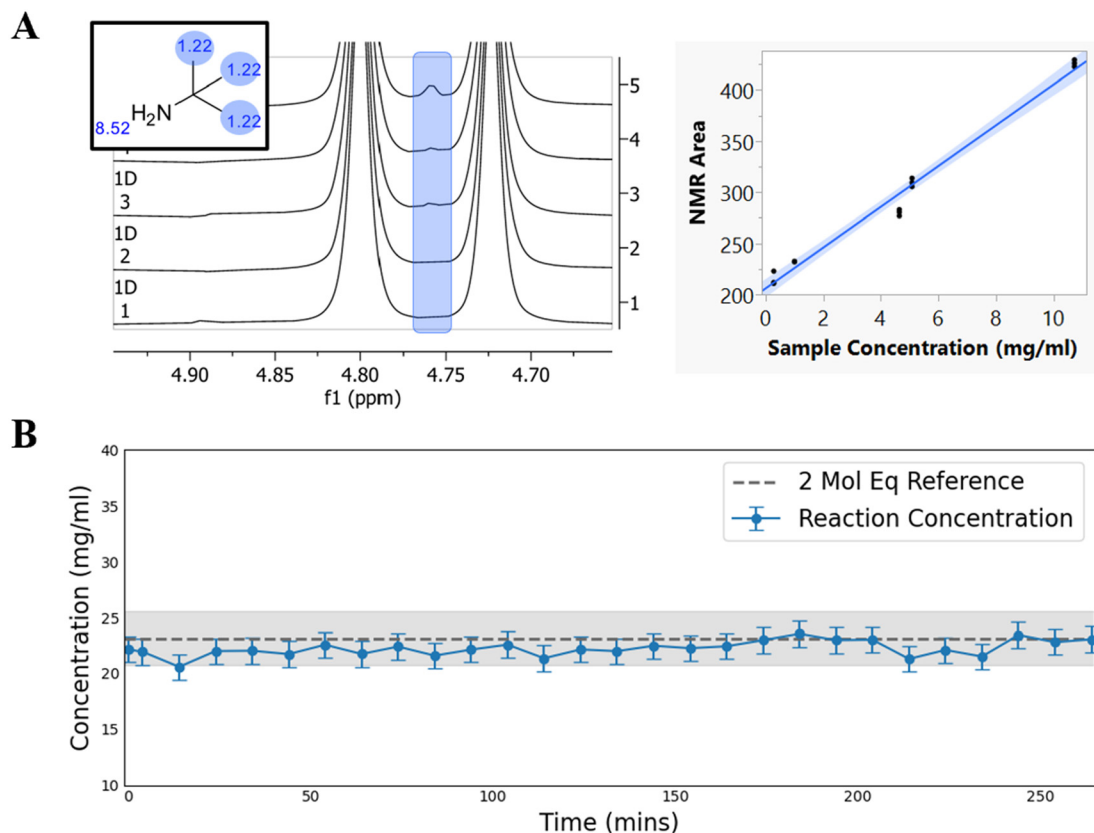 A
1.22
1.22
1.22
H₂N
8.52
5
4
3
2
1
1D
3
1D
2
1D
1
4.90 4.85 4.80 4.75 4.70
f1 (ppm)
NMR Area
400
350
300
250
200
0 2 4 6 8 10
Sample Concentration (mg/ml)
B
Concentration (mg/ml)
40
35
30
25
20
15
10
2 Mol Eq Reference
Reaction Concentration
0 50 100 150 200 250
Time (mins)